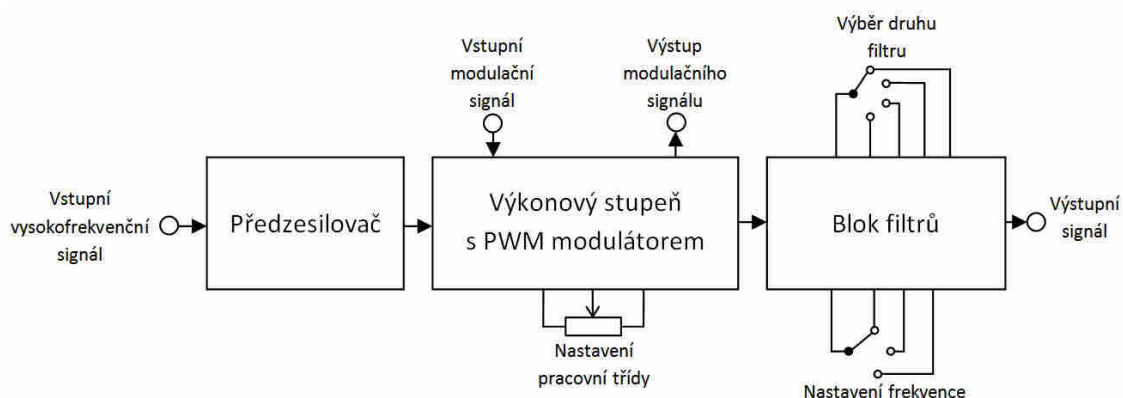 Výběr druhu
filtru
Vstupní
modulační
signál
Výstup
modulačního
signálu
Vstupní
vysokofrekvenční
signál
Předzesilovač
Výkonový stupeň
s PWM modulátorem
Blok filtrů
Výstupní
signál
Nastavení
pracovní třídy
Nastavení frekvence